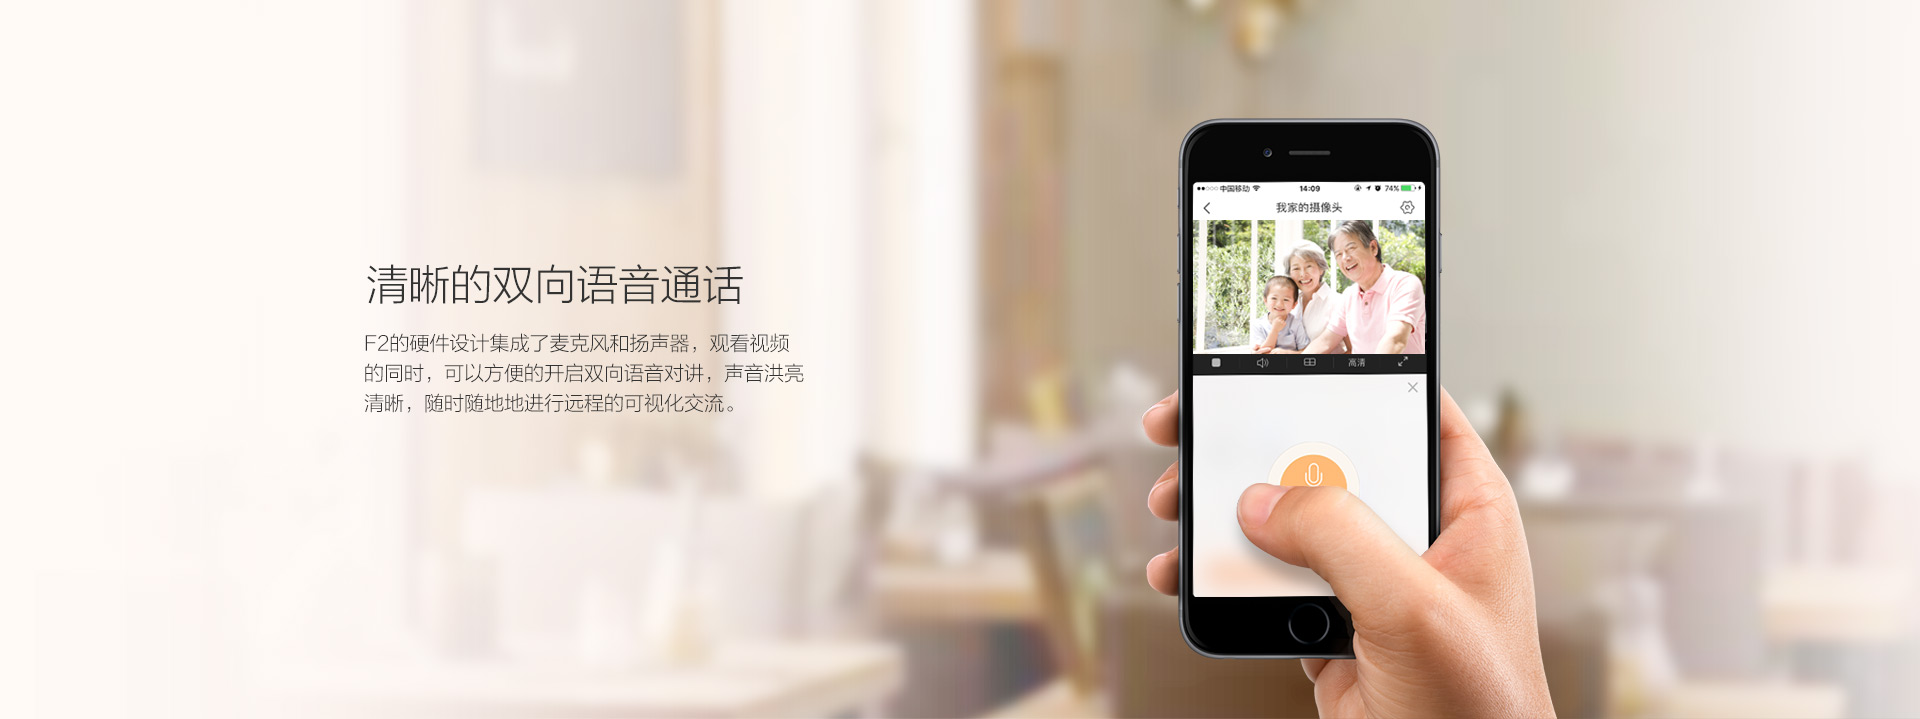 清晰的双向语音通话
F2的硬件设计集成了麦克风和扬声器，观看视频
的同时，可以方便的开启双向语音对讲，声音洪亮
清晰，随时随地地进行远程的可视化交流。
中国移动 14:09 74%
我家的摄像头
高清